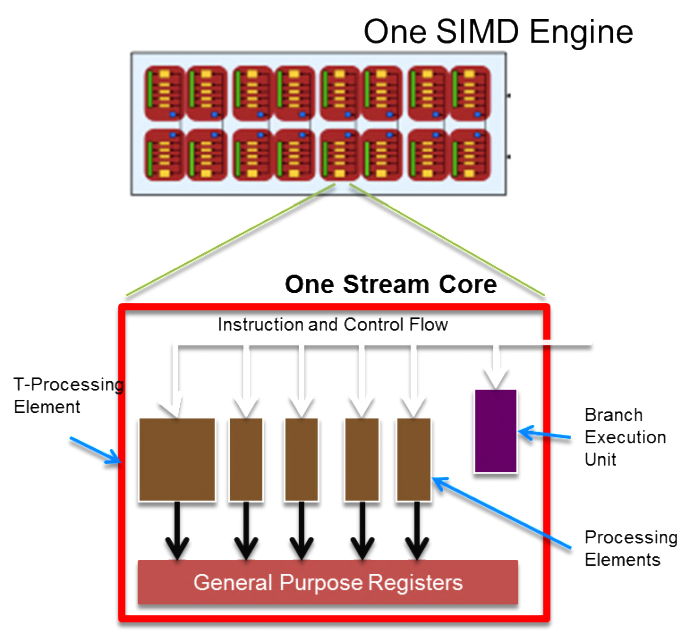 One SIMD Engine
One Stream Core
Instruction and Control Flow
T-Processing
Element
Branch
Execution
Unit
Processing
Elements
General Purpose Registers